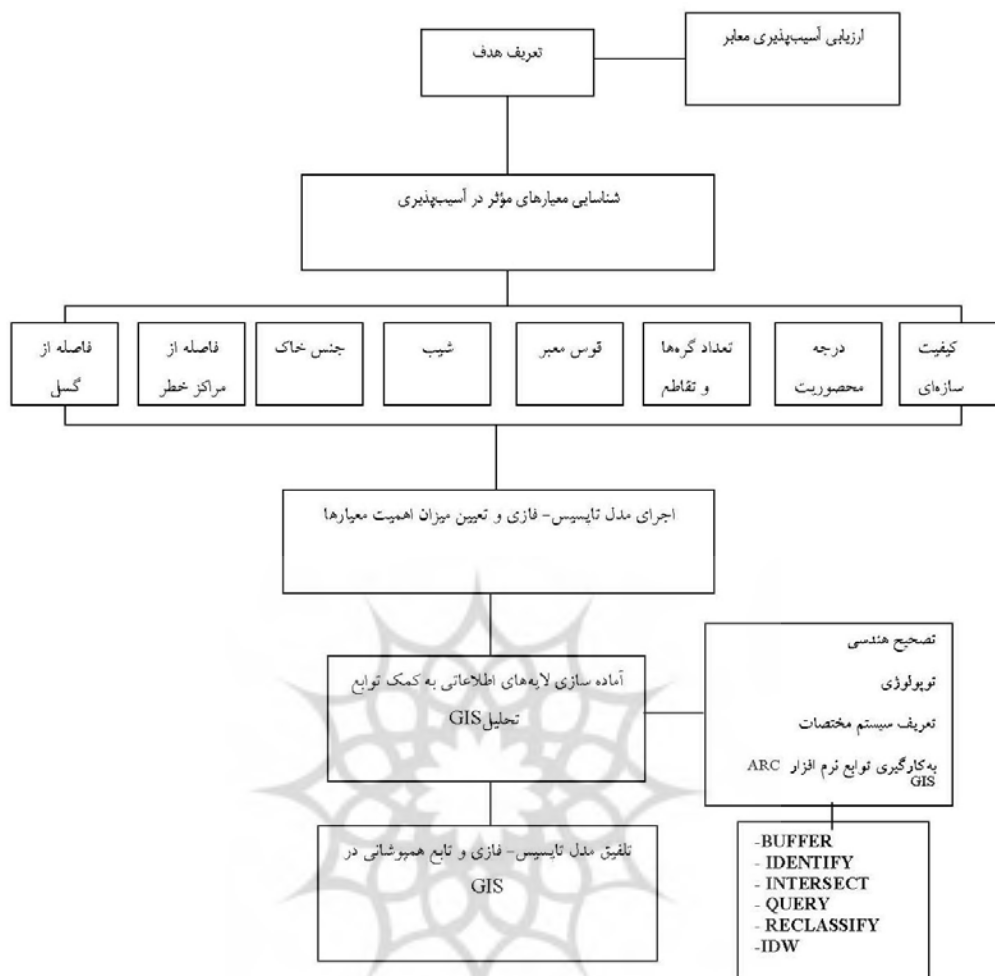 ارزیابی آسیب‌پذیری معابر
تعریف هدف
شناسایی معیارهای مؤثر در آسیب‌پذیری
کیفیت
سازه‌ای
درجه
محصوریت
تعداد گره‌ها
و تقاطع
قوس معبر
شیب
جنس خاک
فاصله از
مراکز خطر
فاصله از
گسل
اجرای مدل تاپسیس- فازی و تعیین میزان اهمیت معیارها
آماده سازی لایه‌های اطلاعاتی به کمک توابع
تحلیلGIS
تصحیح هندسی
توپولوژی
تعریف سیستم مختصات
به‌کارگیری توابع نرم افزار ARC
GIS
-BUFFER
- IDENTIFY
- INTERSECT
- QUERY
- RECLASSIFY
-IDW
تلفیق مدل تاپسیس- فازی و تابع همپوشانی در
GIS